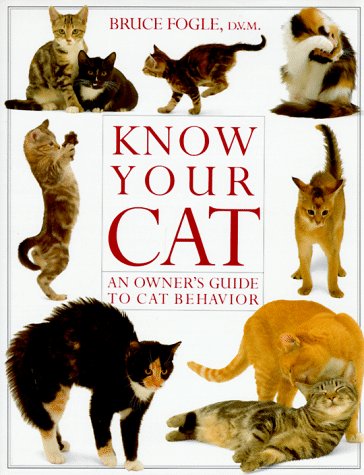 BRUCE FOGLE, D.V.M.
KNOW
YOUR
CAT
AN OWNER'S GUIDE
TO CAT BEHAVIOR